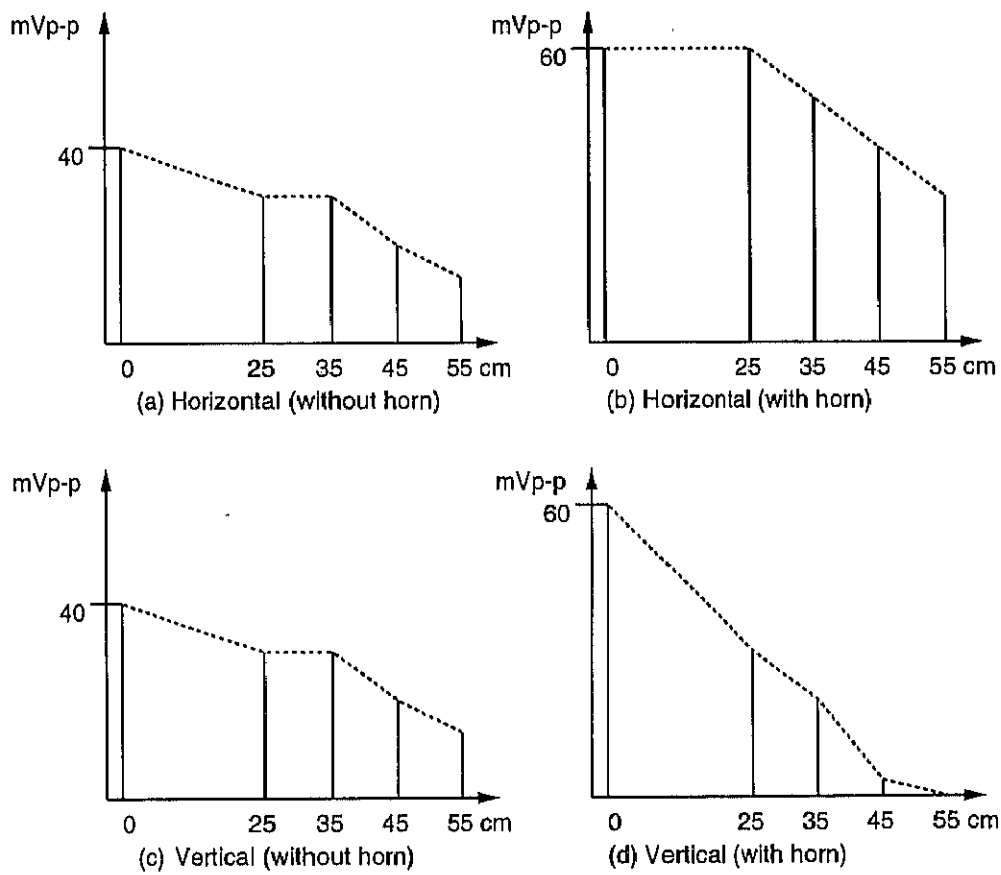 mVp-p
40
0 25 35 45 55 cm
(a) Horizontal (without horn)
mVp-p
60
0 25 35 45 55 cm
(b) Horizontal (with horn)
mVp-p
40
0 25 35 45 55 cm
(c) Vertical (without horn)
mVp-p
60
0 25 35 45 55 cm
(d) Vertical (with horn)